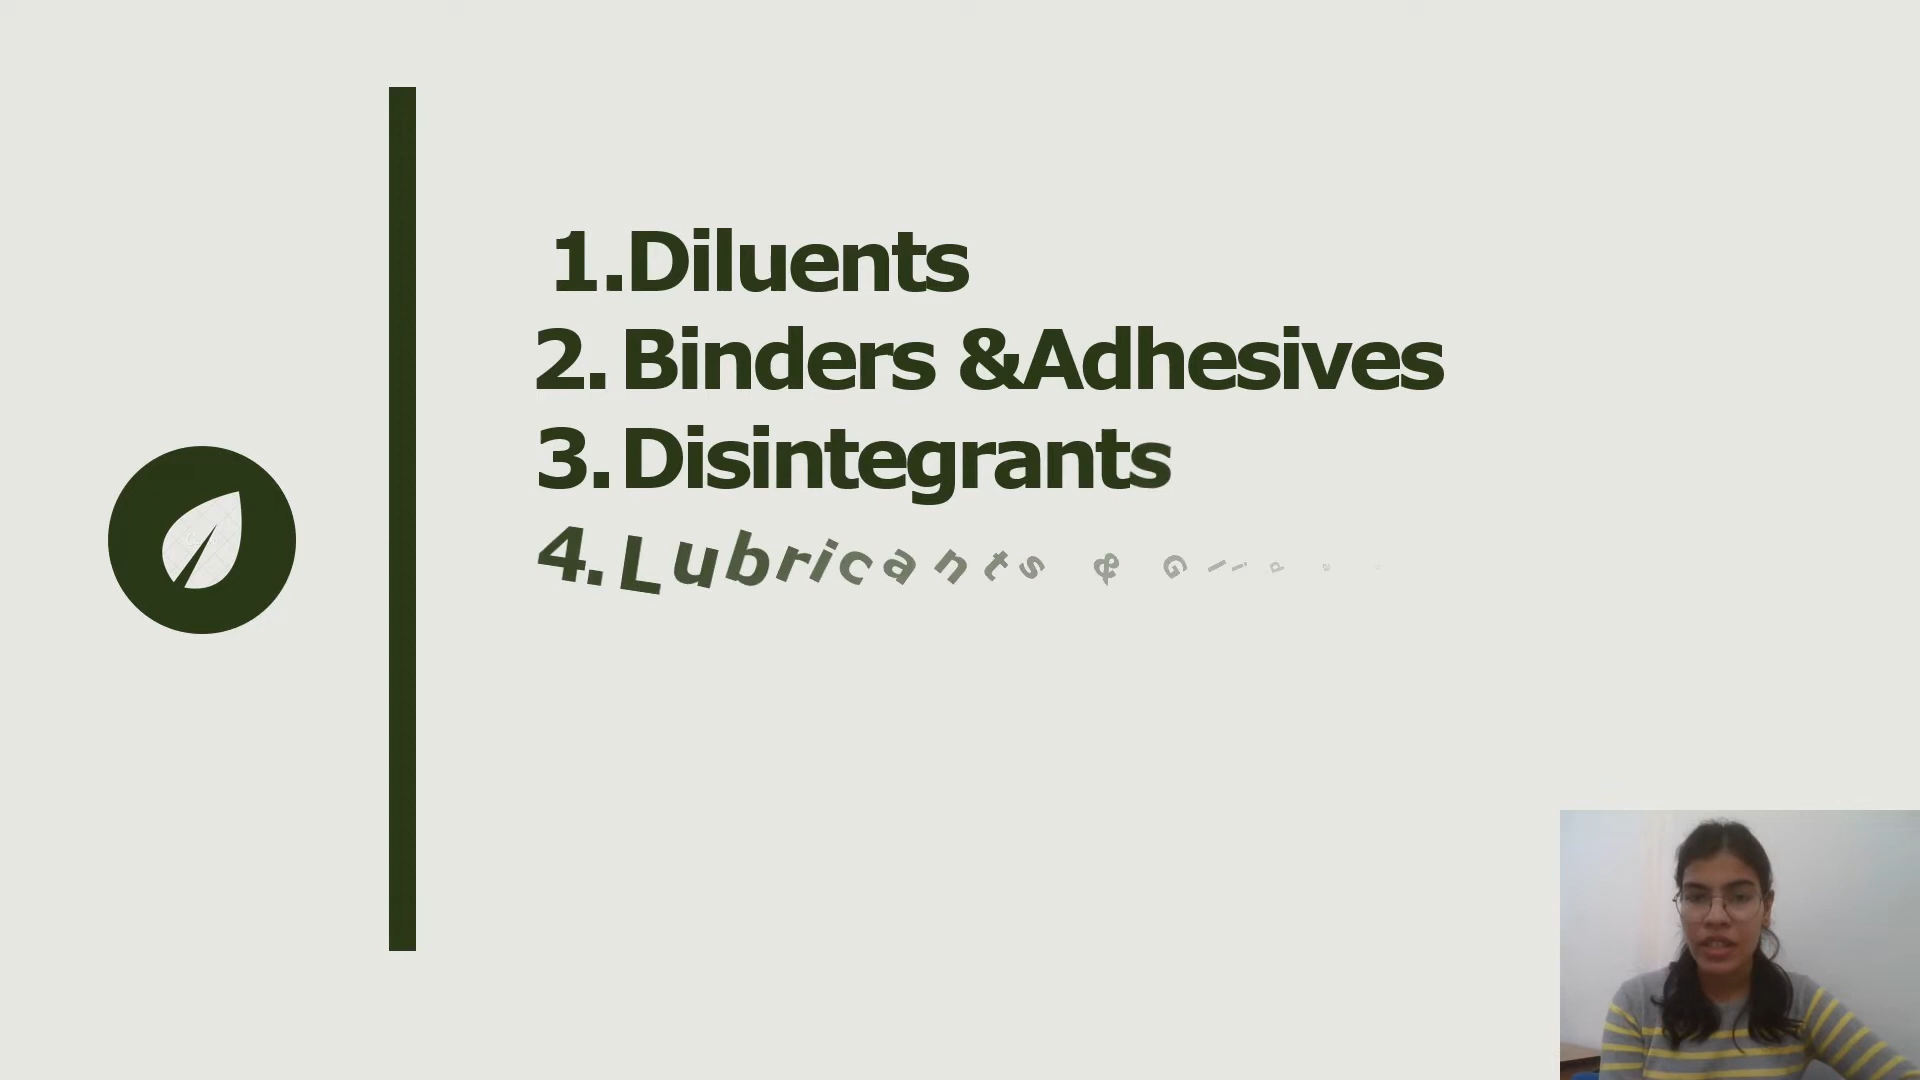 1.Diluents
2. Binders &Adhesives
3. Disintegrants
4. Lubricants &